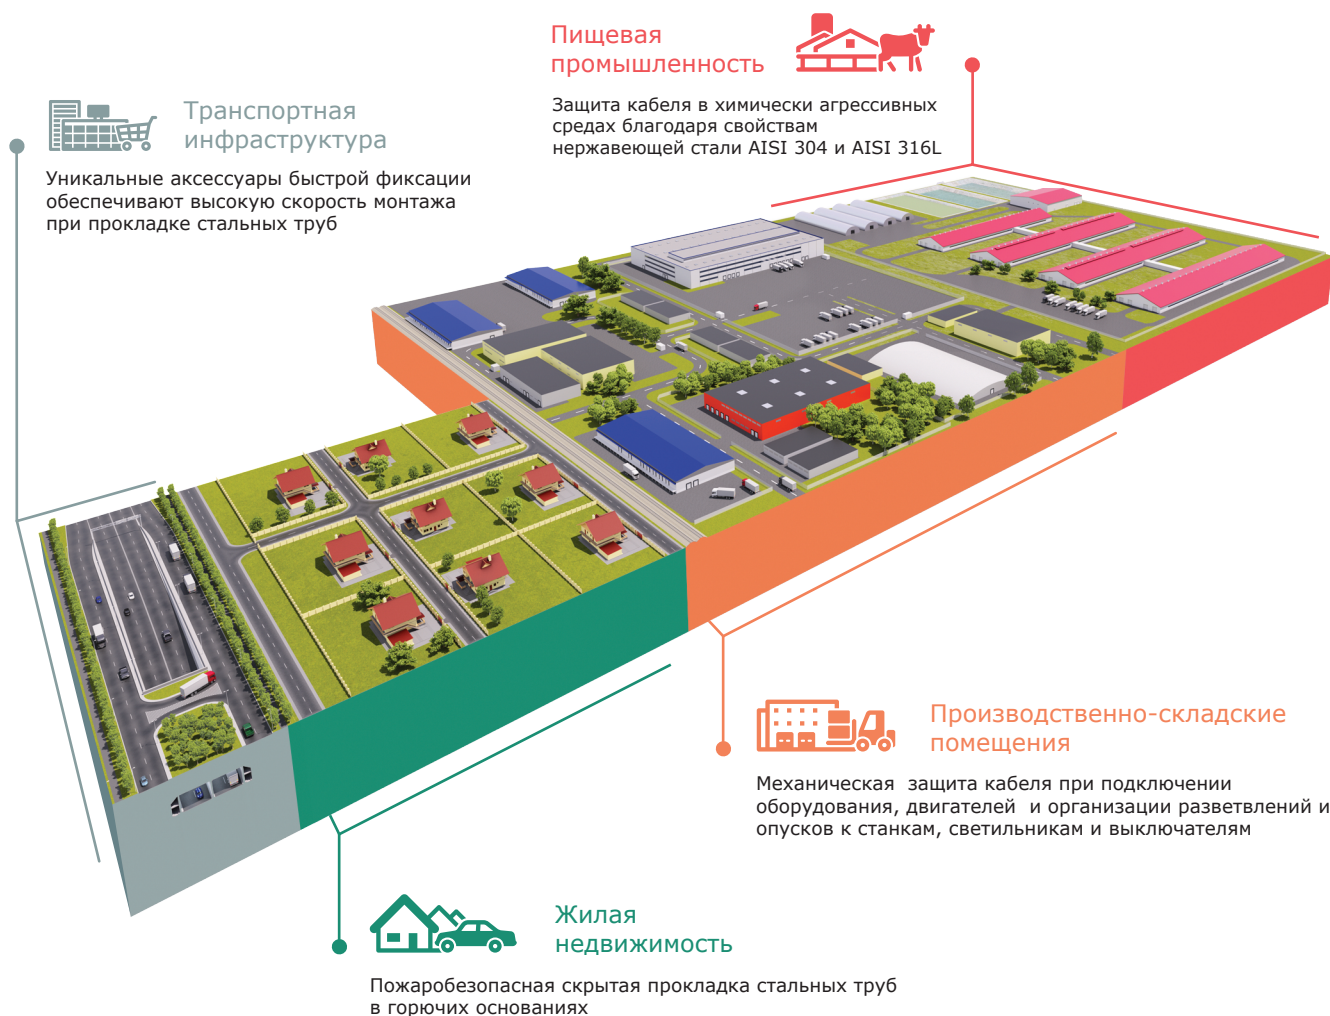 Пищевая
промышленность
Защита кабеля в химически агрессивных
средах благодаря свойствам
нержавеющей стали AISI 304 и AISI 316L
Транспортная
инфраструктура
Уникальные аксессуары быстрой фиксации
обеспечивают высокую скорость монтажа
при прокладке стальных труб
Производственно-складские
помещения
Механическая защита кабеля при подключении
оборудования, двигателей и организации разветвлений и
опусков к станкам, светильникам и выключателям
Жилая
недвижимость
Пожаробезопасная скрытая прокладка стальных труб
в горючих основаниях